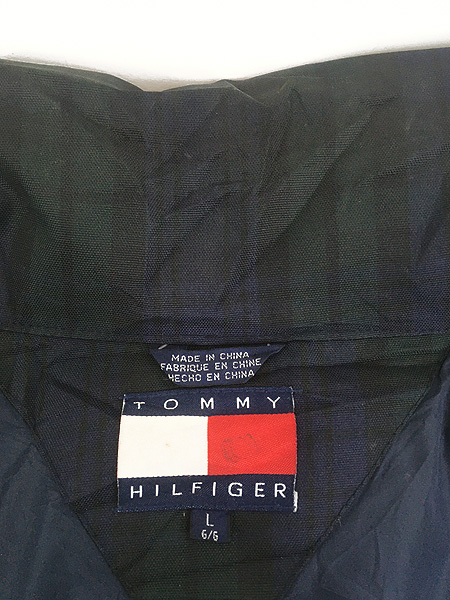 MADE IN CHINA
FABRIQUE EN CHINE
HECHO EN CHINA
TOMMY
HILFIGER
L
G/G